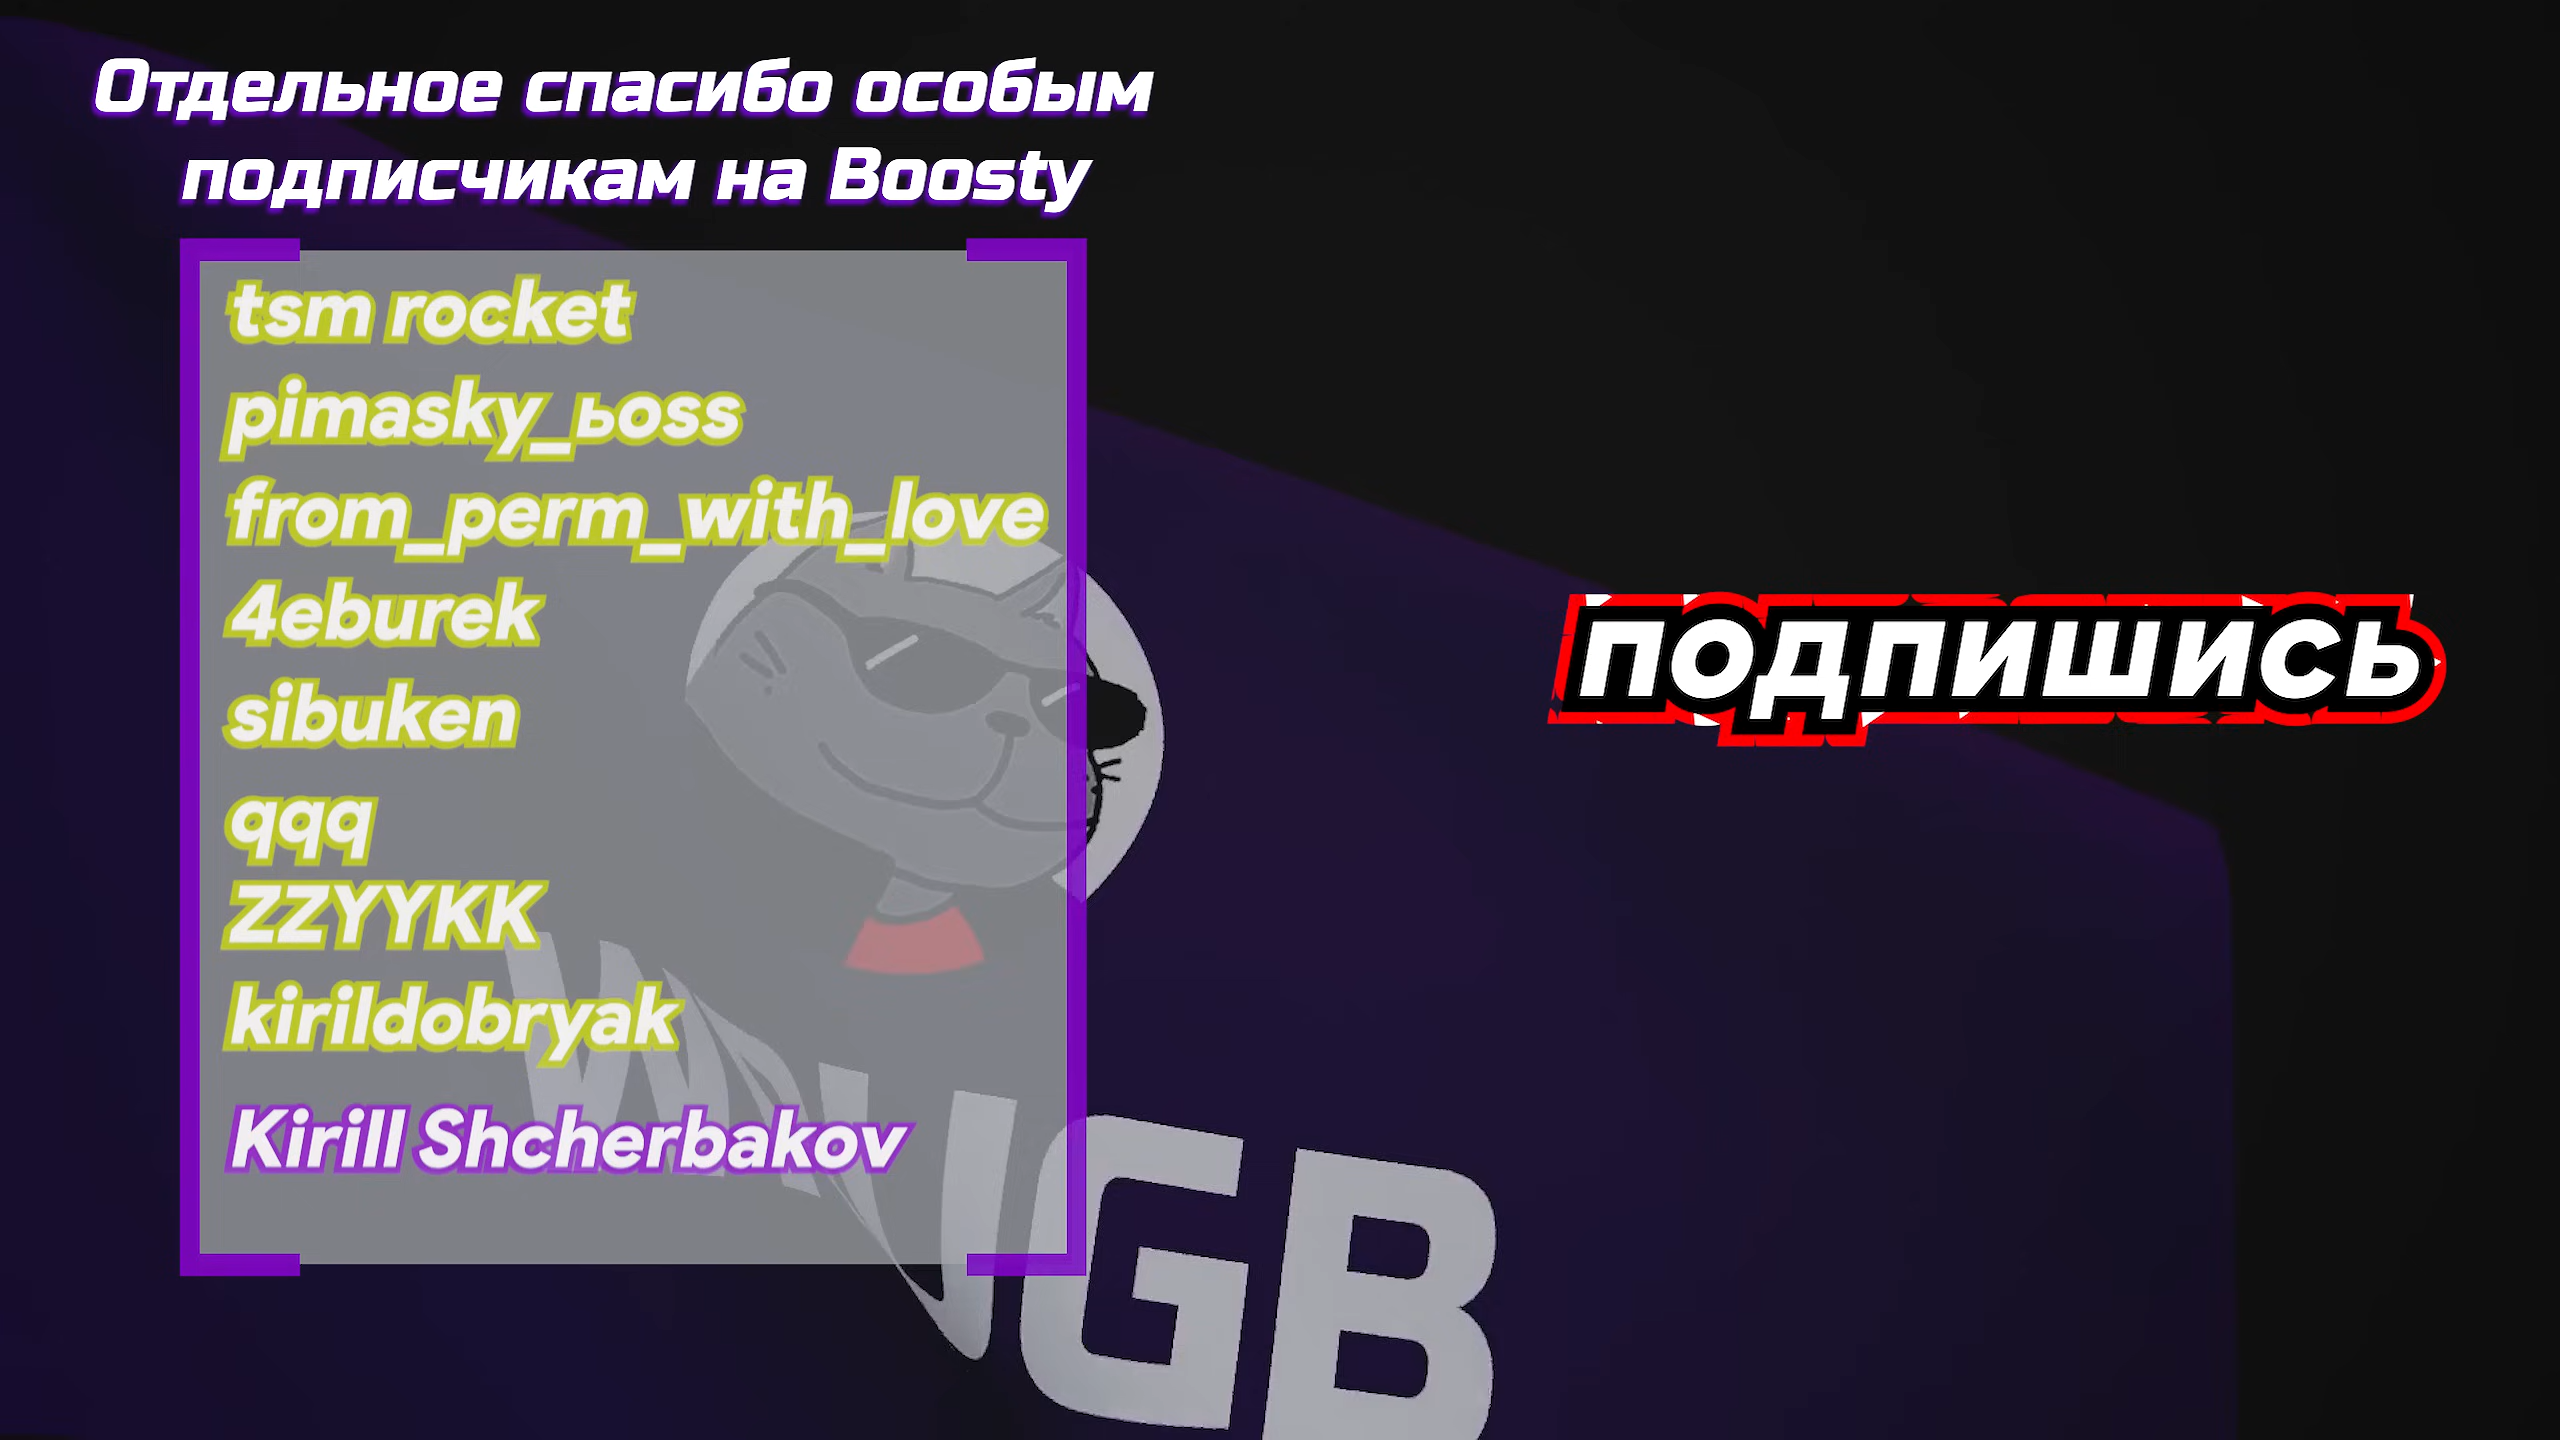 Отдельное спасибо особым
подписчикам на Boosty
tsm rocket
pimasky_ьoss
from_perm_with_love
4eburek
sibuken
qqq
ZZYYKK
kirildobryak
Kirill Shcherbakov
подпишись